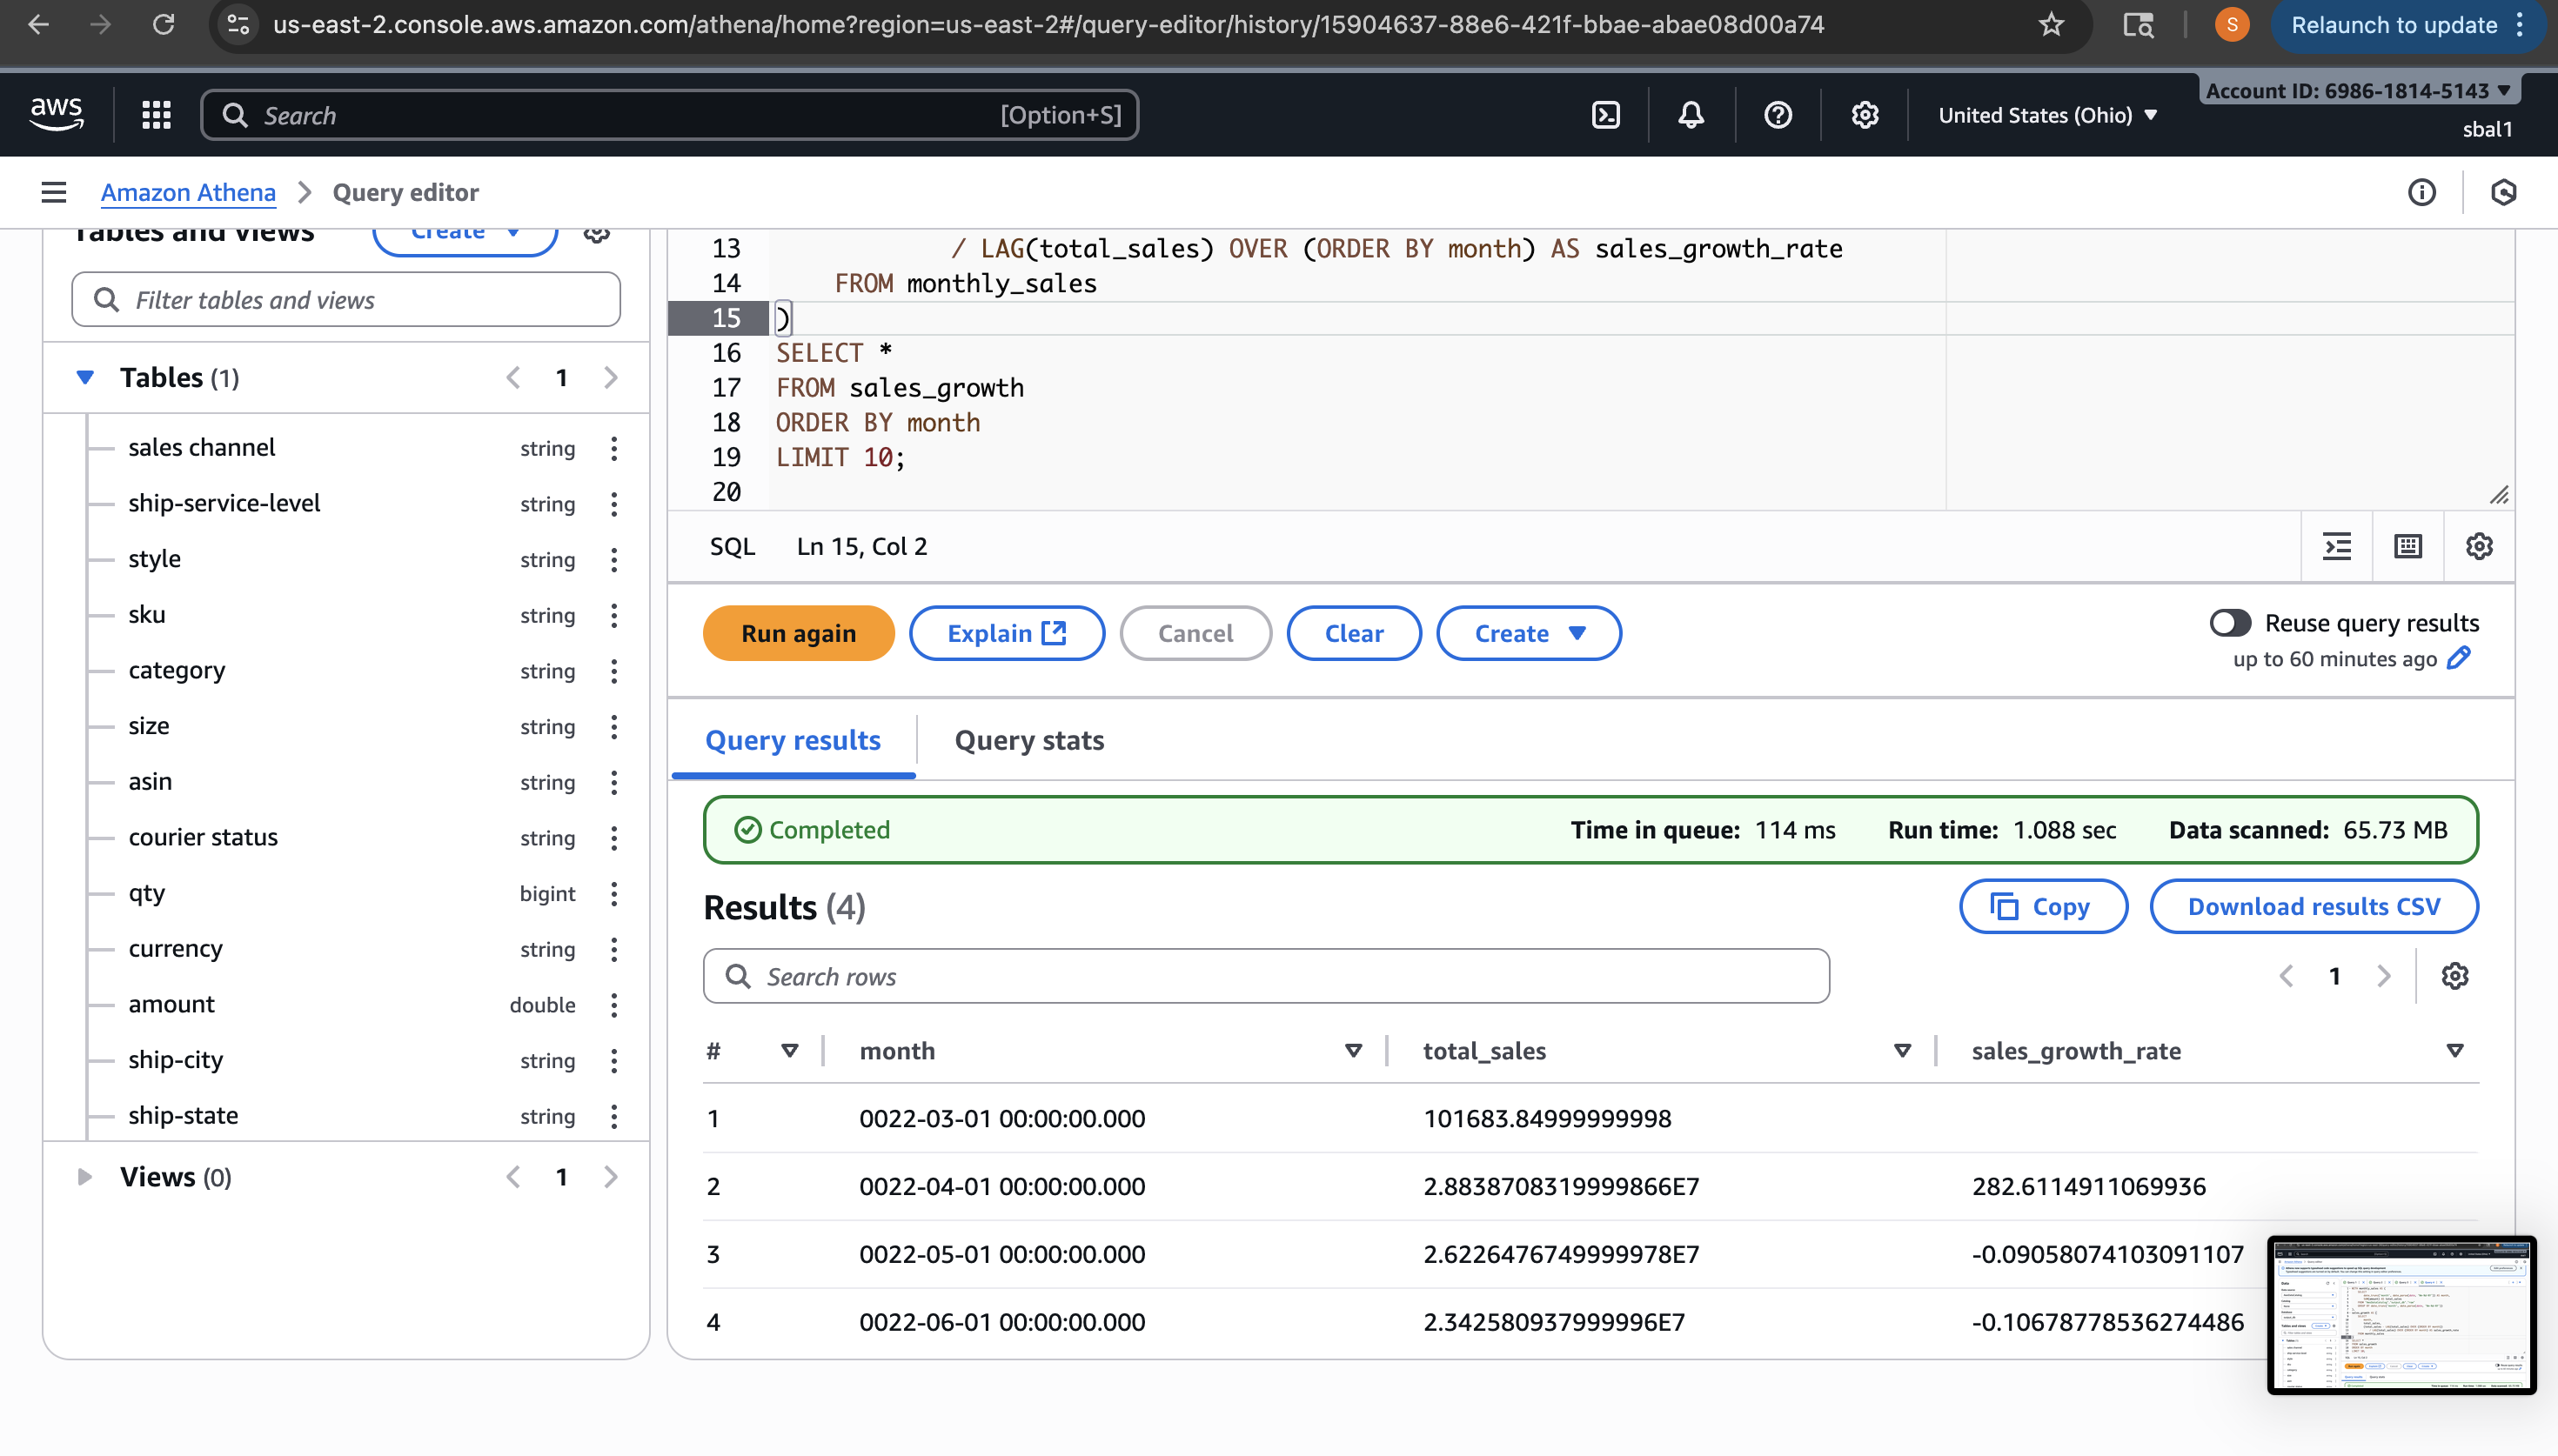 us-east-2.console.aws.amazon.com/athena/home?region=us-east-2#/query-editor/history/15904637-88e6-421f-bbae-abae08d00a74
S
Relaunch to update
aws
Search
[Option+S]
United States (Ohio)
Account ID: 6986-1814-5143
sbal1
Amazon Athena
Query editor
Tables and views
Create
Filter tables and views
Tables (1)
1
sales channel string
ship-service-level string
style string
sku string
category string
size string
asin string
courier status string
qty bigint
currency string
amount double
ship-city string
ship-state string
Views (0)
1
13 / LAG(total_sales) OVER (ORDER BY month) AS sales_growth_rate
14 FROM monthly_sales
15 )
16 SELECT *
17 FROM sales_growth
18 ORDER BY month
19 LIMIT 10;
20
SQL Ln 15, Col 2
Run again
Explain
Cancel
Clear
Create
Reuse query results
up to 60 minutes ago
Query results
Query stats
Completed
Time in queue: 114 ms
Run time: 1.088 sec
Data scanned: 65.73 MB
Results (4)
Copy
Download results CSV
Search rows
1
# month total_sales sales_growth_rate
1 0022-03-01 00:00:00.000 101683.84999999998
2 0022-04-01 00:00:00.000 2.8838708319999866E7 282.6114911069936
3 0022-05-01 00:00:00.000 2.6226476749999978E7 -0.09058074103091107
4 0022-06-01 00:00:00.000 2.342580937999996E7 -0.10678778536274486